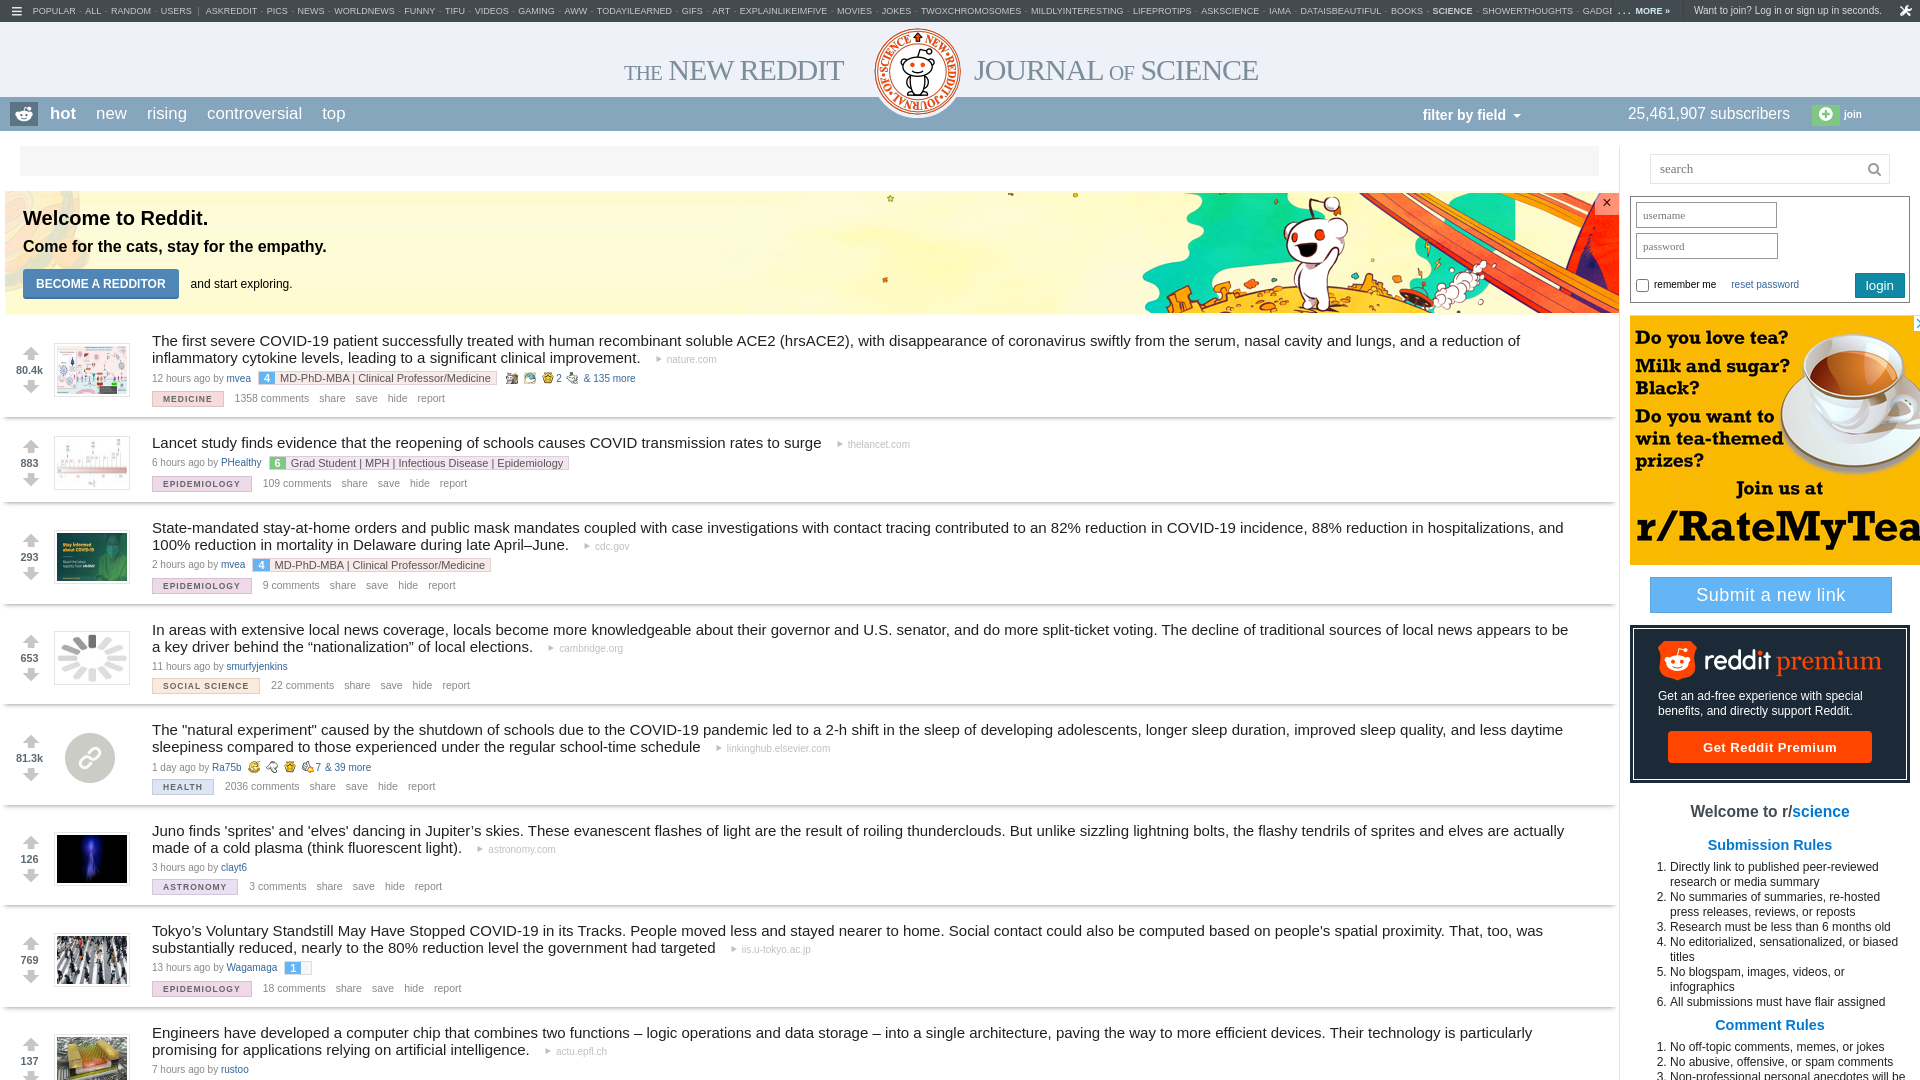 POPULAR - ALL - RANDOM - USERS | ASKREDDIT - PICS - NEWS - WORLDNEWS - FUNNY - TIFU - VIDEOS - GAMING - AWW - TODAYILEARNED - GIFS - ART - EXPLAINLIKEIMFIVE - MOVIES - JOKES - TWOXCHROMOSOMES - MILDLYINTERESTING - LIFEPROTIPS - ASKSCIENCE - IAMA - DATAISBEAUTIFUL - BOOKS - SCIENCE - SHOWERTHOUGHTS - GADGE ... MORE » Want to join? Log in or sign up in seconds.
THE NEW REDDIT JOURNAL OF SCIENCE
hot new rising controversial top filter by field 25,461,907 subscribers join
search
Welcome to Reddit.
Come for the cats, stay for the empathy.
BECOME A REDDITOR and start exploring.
×
username
password
remember me reset password login
The first severe COVID-19 patient successfully treated with human recombinant soluble ACE2 (hrsACE2), with disappearance of coronavirus swiftly from the serum, nasal cavity and lungs, and a reduction of
inflammatory cytokine levels, leading to a significant clinical improvement. nature.com
80.4k
12 hours ago by mvea 4 MD-PhD-MBA | Clinical Professor/Medicine 2 & 135 more
MEDICINE 1358 comments share save hide report
Lancet study finds evidence that the reopening of schools causes COVID transmission rates to surge thelancet.com
883
6 hours ago by PHealthy 6 Grad Student | MPH | Infectious Disease | Epidemiology
EPIDEMIOLOGY 109 comments share save hide report
State-mandated stay-at-home orders and public mask mandates coupled with case investigations with contact tracing contributed to an 82% reduction in COVID-19 incidence, 88% reduction in hospitalizations, and
100% reduction in mortality in Delaware during late April–June. cdc.gov
293
2 hours ago by mvea 4 MD-PhD-MBA | Clinical Professor/Medicine
EPIDEMIOLOGY 9 comments share save hide report
In areas with extensive local news coverage, locals become more knowledgeable about their governor and U.S. senator, and do more split-ticket voting. The decline of traditional sources of local news appears to be
a key driver behind the “nationalization” of local elections. cambridge.org
653
11 hours ago by smurfyjenkins
SOCIAL SCIENCE 22 comments share save hide report
The "natural experiment" caused by the shutdown of schools due to the COVID-19 pandemic led to a 2-h shift in the sleep of developing adolescents, longer sleep duration, improved sleep quality, and less daytime
sleepiness compared to those experienced under the regular school-time schedule linkinghub.elsevier.com
81.3k
1 day ago by Ra75b 7 & 39 more
HEALTH 2036 comments share save hide report
Juno finds 'sprites' and 'elves' dancing in Jupiter’s skies. These evanescent flashes of light are the result of roiling thunderclouds. But unlike sizzling lightning bolts, the flashy tendrils of sprites and elves are actually
made of a cold plasma (think fluorescent light). astronomy.com
126
3 hours ago by clayt6
ASTRONOMY 3 comments share save hide report
Tokyo’s Voluntary Standstill May Have Stopped COVID-19 in its Tracks. People moved less and stayed nearer to home. Social contact could also be computed based on people's spatial proximity. That, too, was
substantially reduced, nearly to the 80% reduction level the government had targeted iis.u-tokyo.ac.jp
769
13 hours ago by Wagamaga 1
EPIDEMIOLOGY 18 comments share save hide report
Engineers have developed a computer chip that combines two functions – logic operations and data storage – into a single architecture, paving the way to more efficient devices. Their technology is particularly
promising for applications relying on artificial intelligence. actu.epfl.ch
137
7 hours ago by rustoo
Do you love tea?
Milk and sugar?
Black?
Do you want to
win tea-themed
prizes?
Join us at
r/RateMyTea
Submit a new link
reddit premium
Get an ad-free experience with special
benefits, and directly support Reddit.
Get Reddit Premium
Welcome to r/science
Submission Rules
1. Directly link to published peer-reviewed
research or media summary
2. No summaries of summaries, re-hosted
press releases, reviews, or reposts
3. Research must be less than 6 months old
4. No editorialized, sensationalized, or biased
titles
5. No blogspam, images, videos, or
infographics
6. All submissions must have flair assigned
Comment Rules
1. No off-topic comments, memes, or jokes
2. No abusive, offensive, or spam comments
3. Non-professional personal anecdotes will be